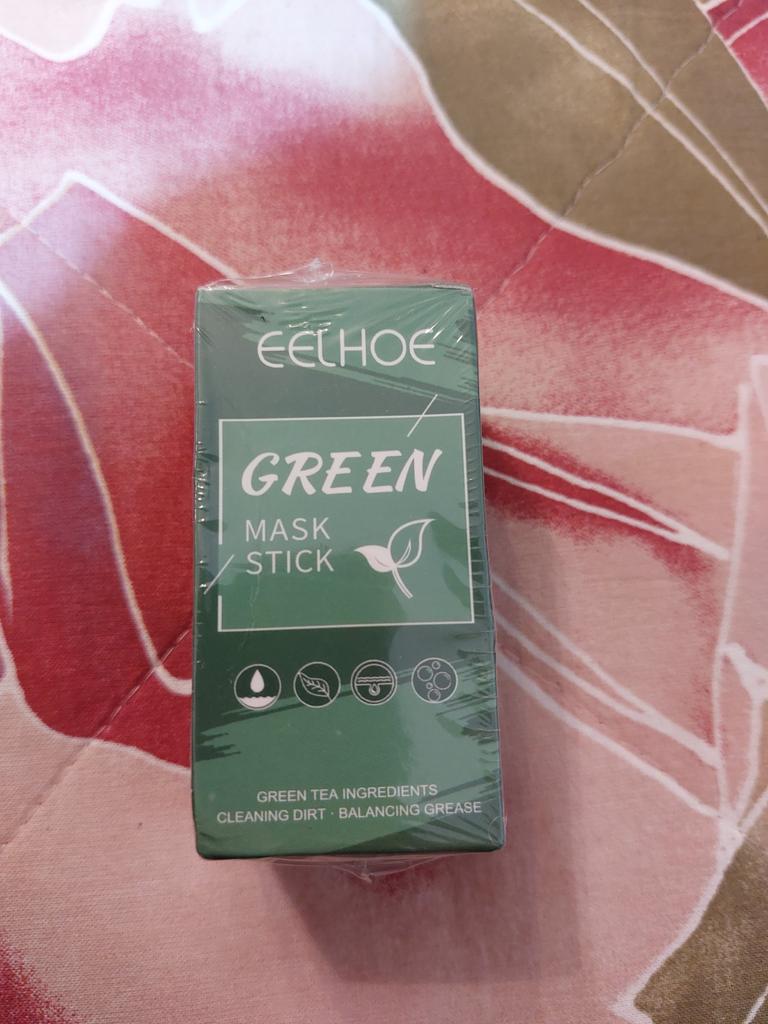 EELHOE
GREEN
MASK
STICK
GREEN TEA INGREDIENTS
CLEANING DIRT · BALANCING GREASE